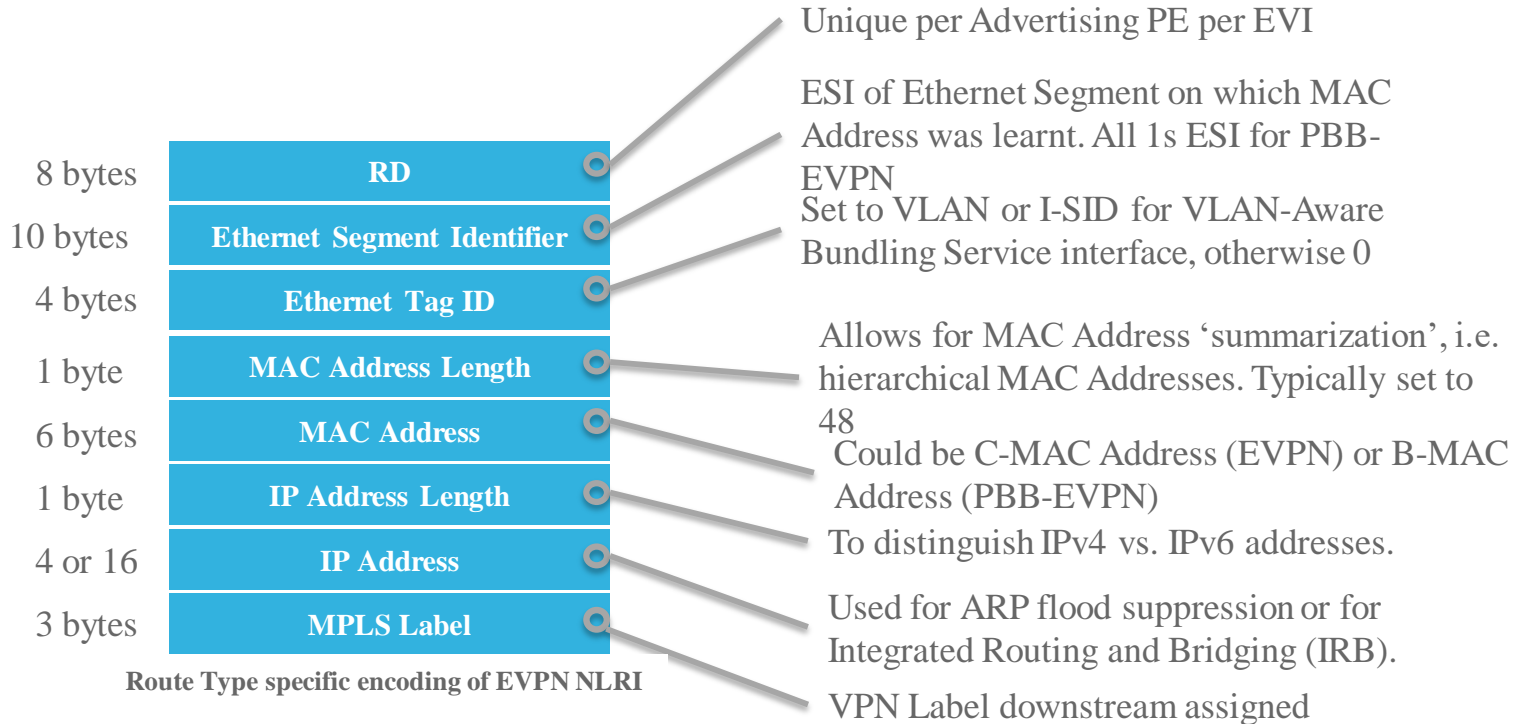 Unique per Advertising PE per EVI
ESI of Ethernet Segment on which MAC
Address was learnt. All 1s ESI for PBB-
EVPN
8 bytes
RD
Set to VLAN or I-SID for VLAN-Aware
Bundling Service interface, otherwise 0
10 bytes
Ethernet Segment Identifier
4 bytes
Ethernet Tag ID
Allows for MAC Address ‘summarization’, i.e.
hierarchical MAC Addresses. Typically set to
48
1 byte
MAC Address Length
6 bytes
MAC Address
Could be C-MAC Address (EVPN) or B-MAC
Address (PBB-EVPN)
1 byte
IP Address Length
To distinguish IPv4 vs. IPv6 addresses.
4 or 16
IP Address
Used for ARP flood suppression or for
Integrated Routing and Bridging (IRB).
3 bytes
MPLS Label
Route Type specific encoding of EVPN NLRI
VPN Label downstream assigned